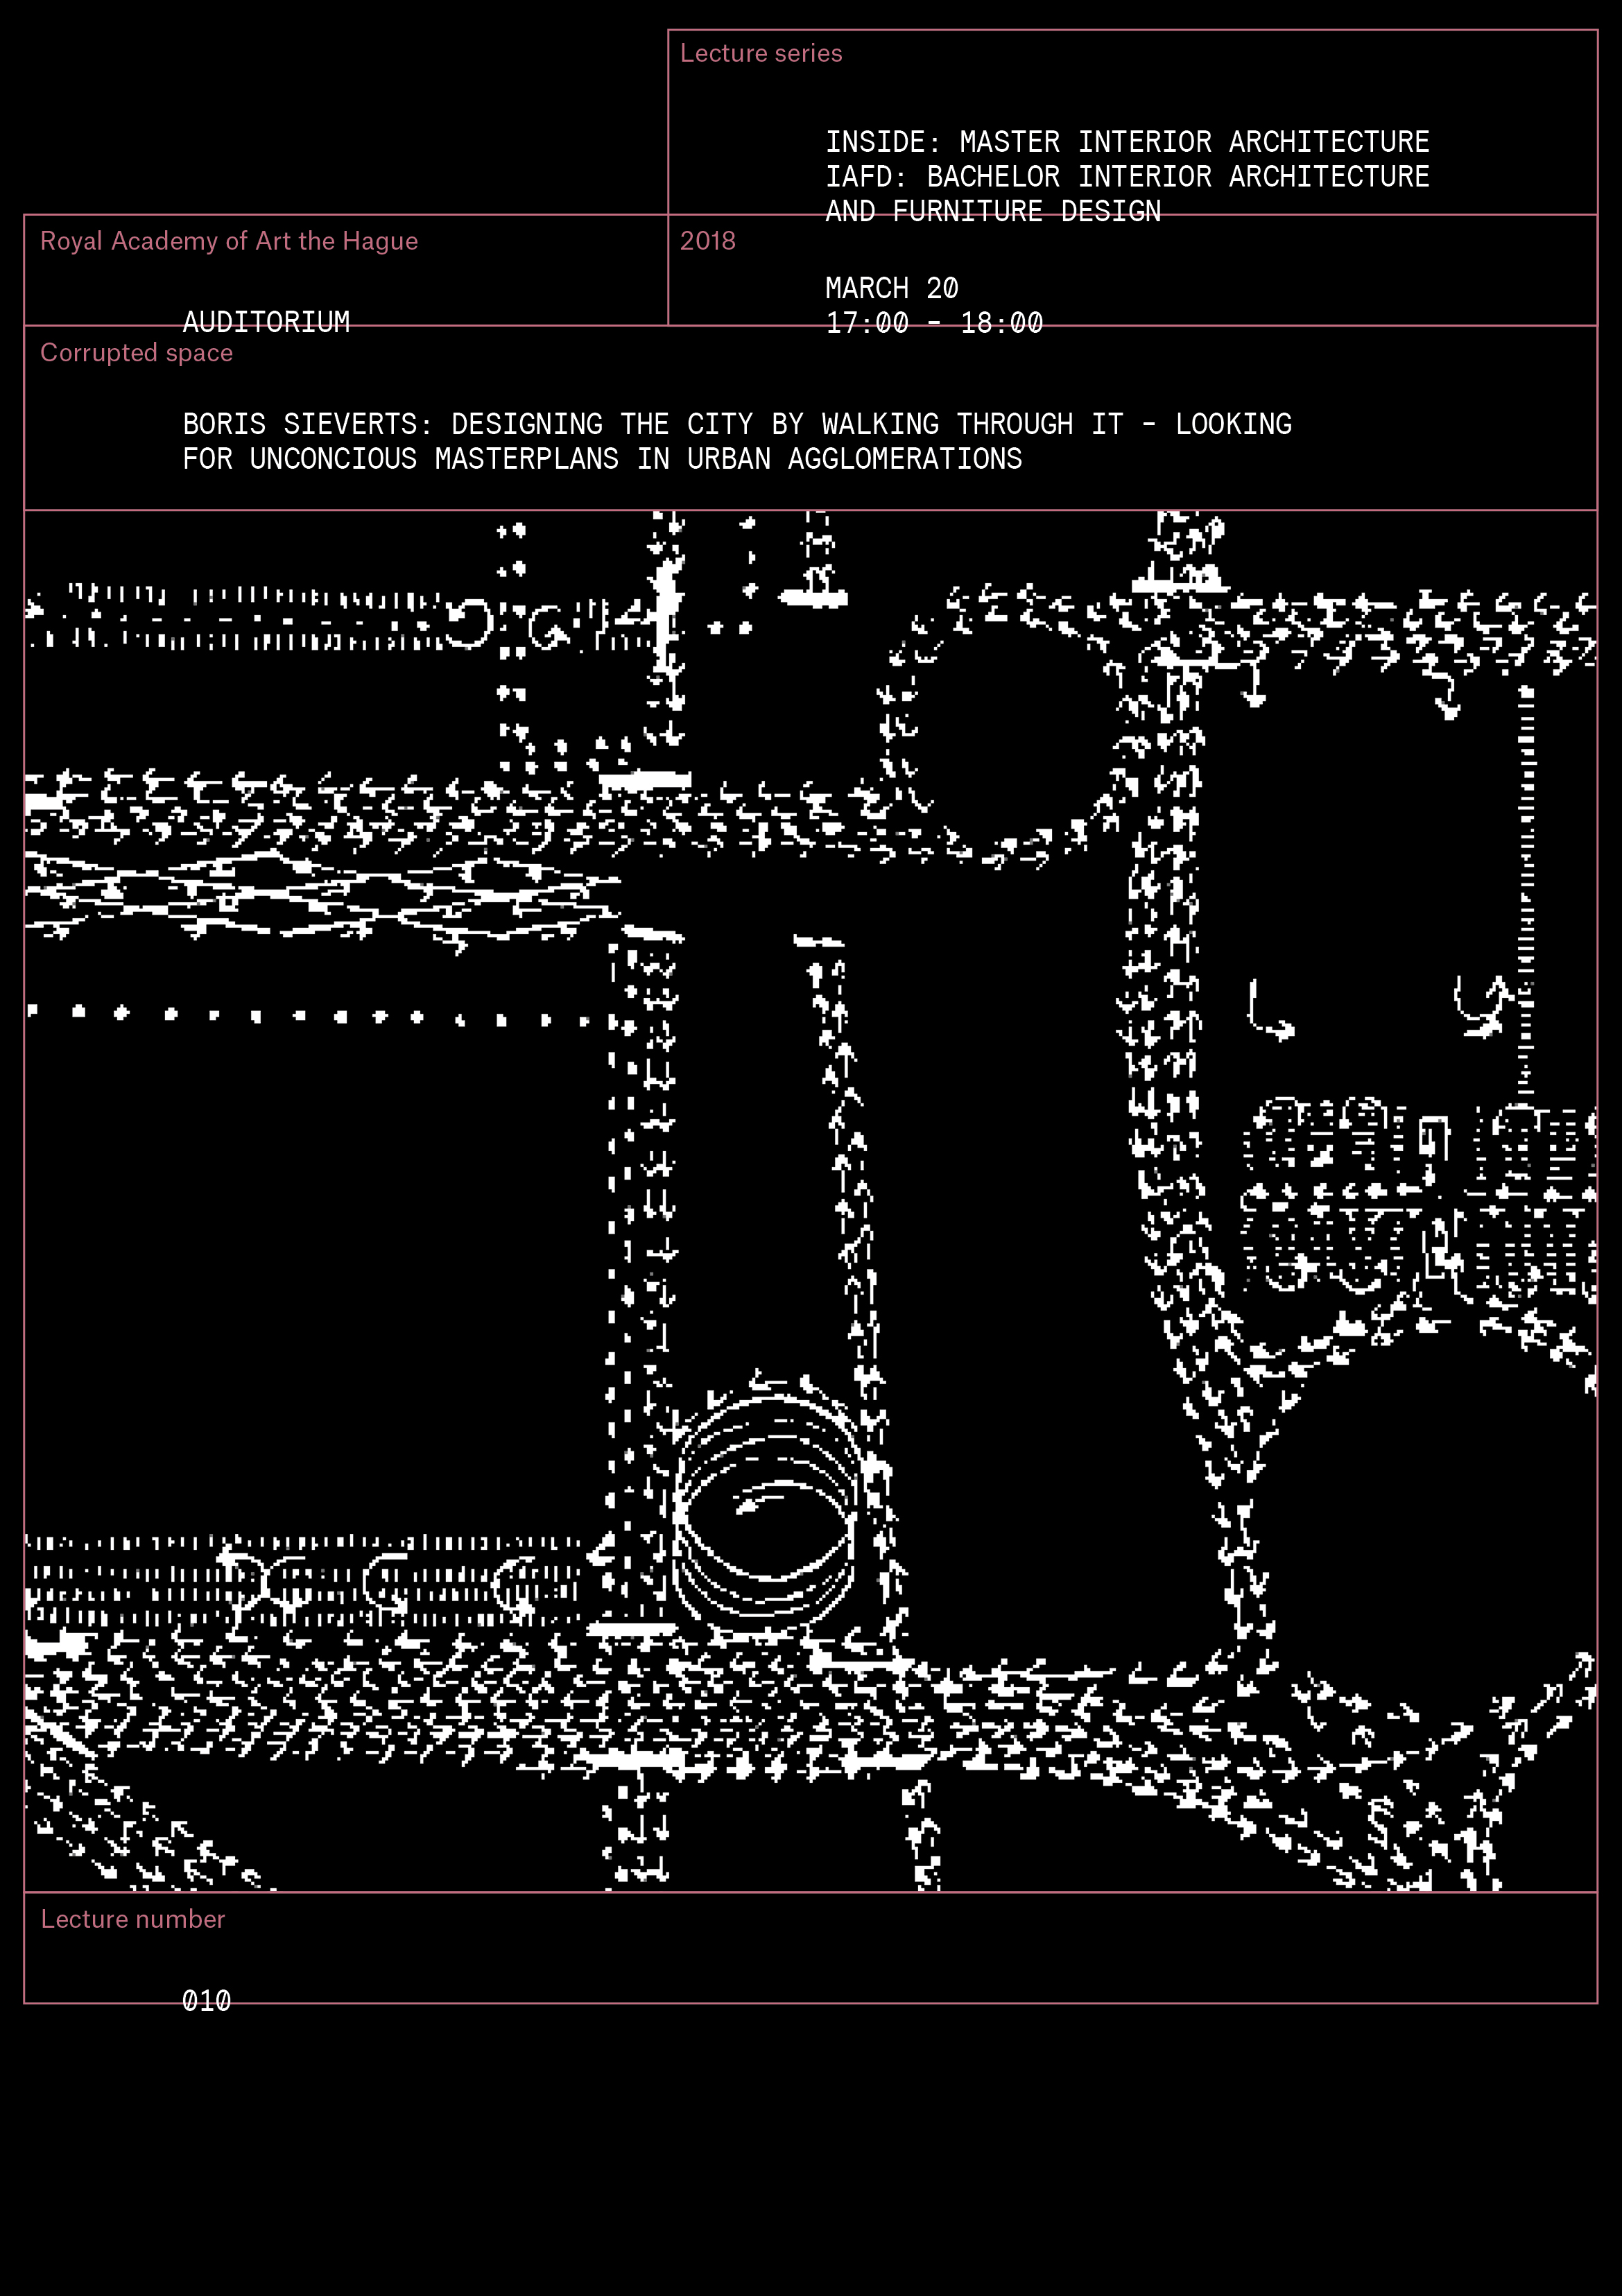 Lecture series
INSIDE: MASTER INTERIOR ARCHITECTURE
IAFD: BACHELOR INTERIOR ARCHITECTURE
AND FURNITURE DESIGN
Royal Academy of Art the Hague
AUDITORIUM
2018
MARCH 20
17:00 – 18:00
Corrupted space
BORIS SIEVERTS: DESIGNING THE CITY BY WALKING THROUGH IT – LOOKING
FOR UNCONCIOUS MASTERPLANS IN URBAN AGGLOMERATIONS
Lecture number
010